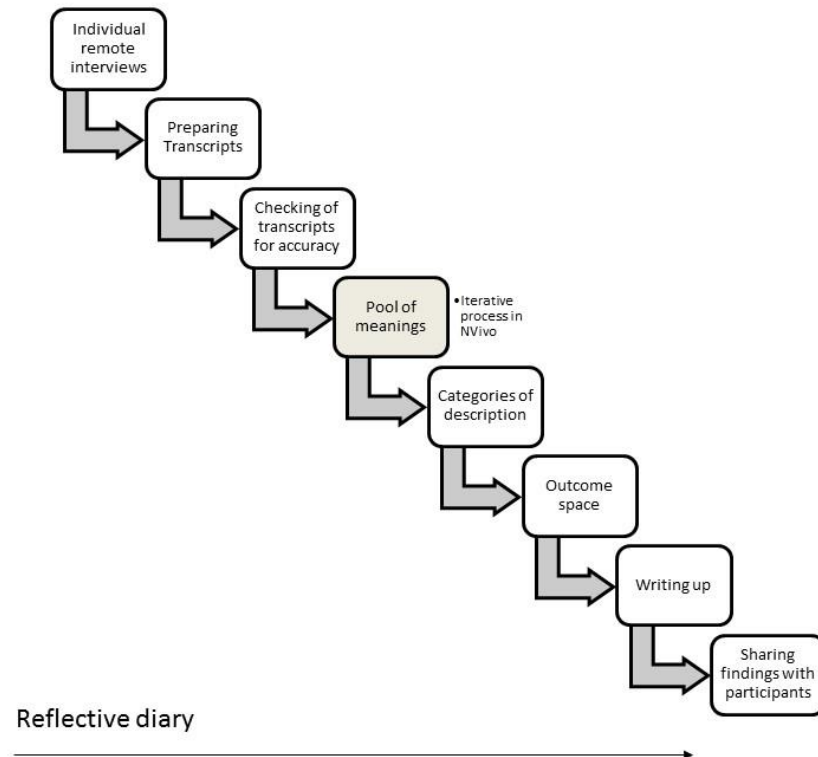 Individual
remote
interviews
Preparing
Transcripts
Checking of
transcripts
for accuracy
Pool of
meanings
•Iterative
process in
NVivo
Categories of
description
Outcome
space
Writing up
Sharing
findings with
participants
Reflective diary